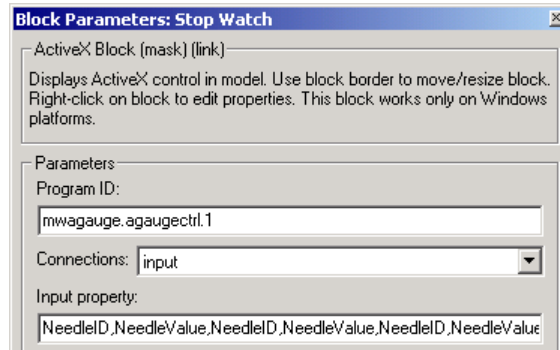 Block Parameters: Stop Watch
ActiveX Block (mask) (link)
Displays ActiveX control in model. Use block border to move/resize block.
Right-click on block to edit properties. This block works only on Windows
platforms.
Parameters
Program ID:
mwagauge.agaugectrl.1
Connections: input
Input property:
NeedleID,NeedleValue,NeedleID,NeedleValue,NeedleID,NeedleValue